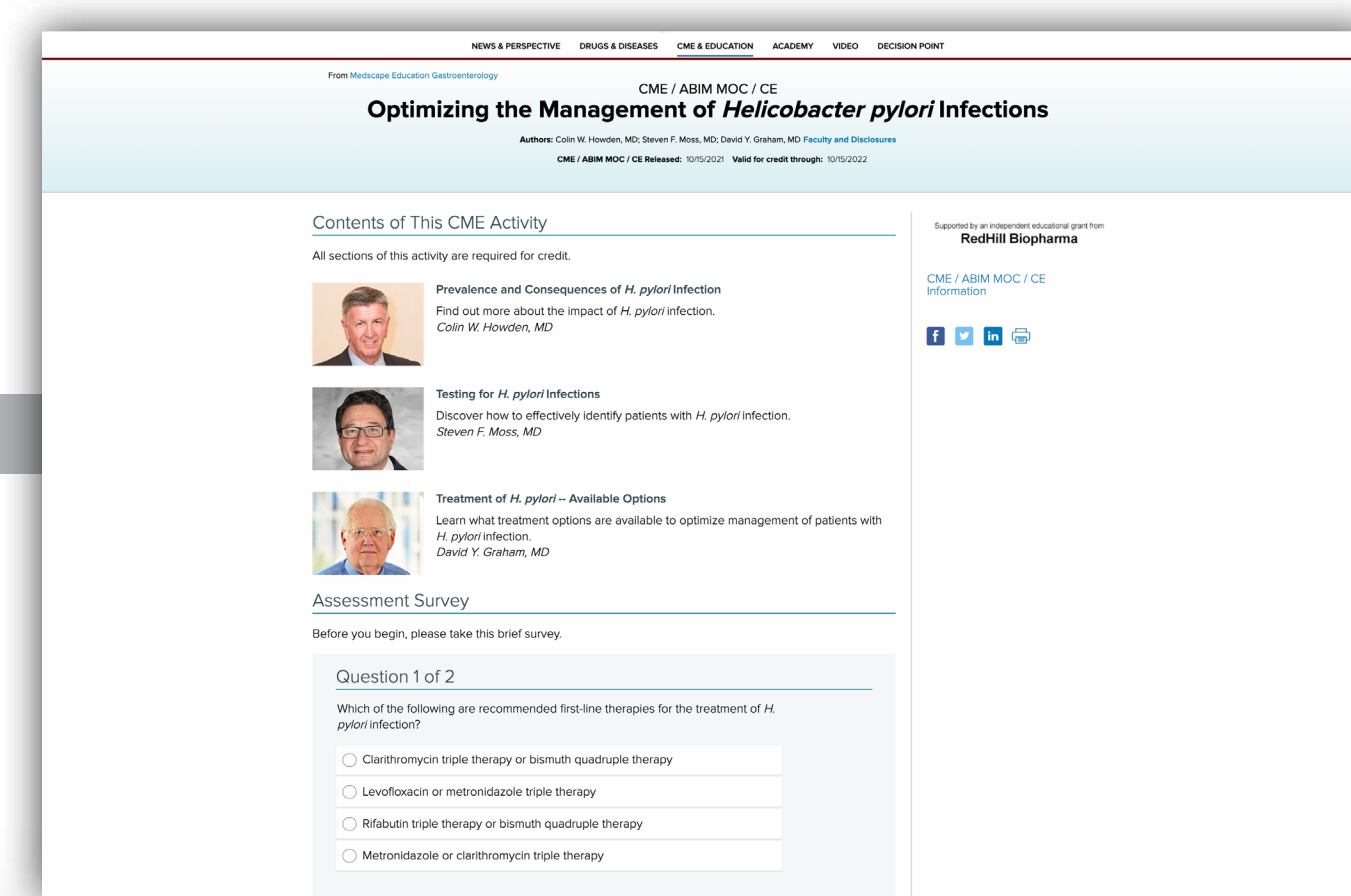 NEWS & PERSPECTIVE DRUGS & DISEASES CME & EDUCATION ACADEMY VIDEO DECISION POINT
From Medscape Education Gastroenterology
CME / ABIM MOC / CE
Optimizing the Management of Helicobacter pylori Infections
Authors: Colin W. Howden, MD; Steven F. Moss, MD; David Y. Graham, MD Faculty and Disclosures
CME / ABIM MOC / CE Released: 10/15/2021 Valid for credit through: 10/15/2022
Contents of This CME Activity
All sections of this activity are required for credit.
Prevalence and Consequences of H. pylori Infection
Find out more about the impact of H. pylori infection.
Colin W. Howden, MD
Testing for H. pylori Infections
Discover how to effectively identify patients with H. pylori infection.
Steven F. Moss, MD
Treatment of H. pylori -- Available Options
Learn what treatment options are available to optimize management of patients with
H. pylori infection.
David Y. Graham, MD
Assessment Survey
Before you begin, please take this brief survey.
Question 1 of 2
Which of the following are recommended first-line therapies for the treatment of H.
pylori infection?
Clarithromycin triple therapy or bismuth quadruple therapy
Levofloxacin or metronidazole triple therapy
Rifabutin triple therapy or bismuth quadruple therapy
Metronidazole or clarithromycin triple therapy
Supported by an independent educational grant from
RedHill Biopharma
CME / ABIM MOC / CE
Information
f
in